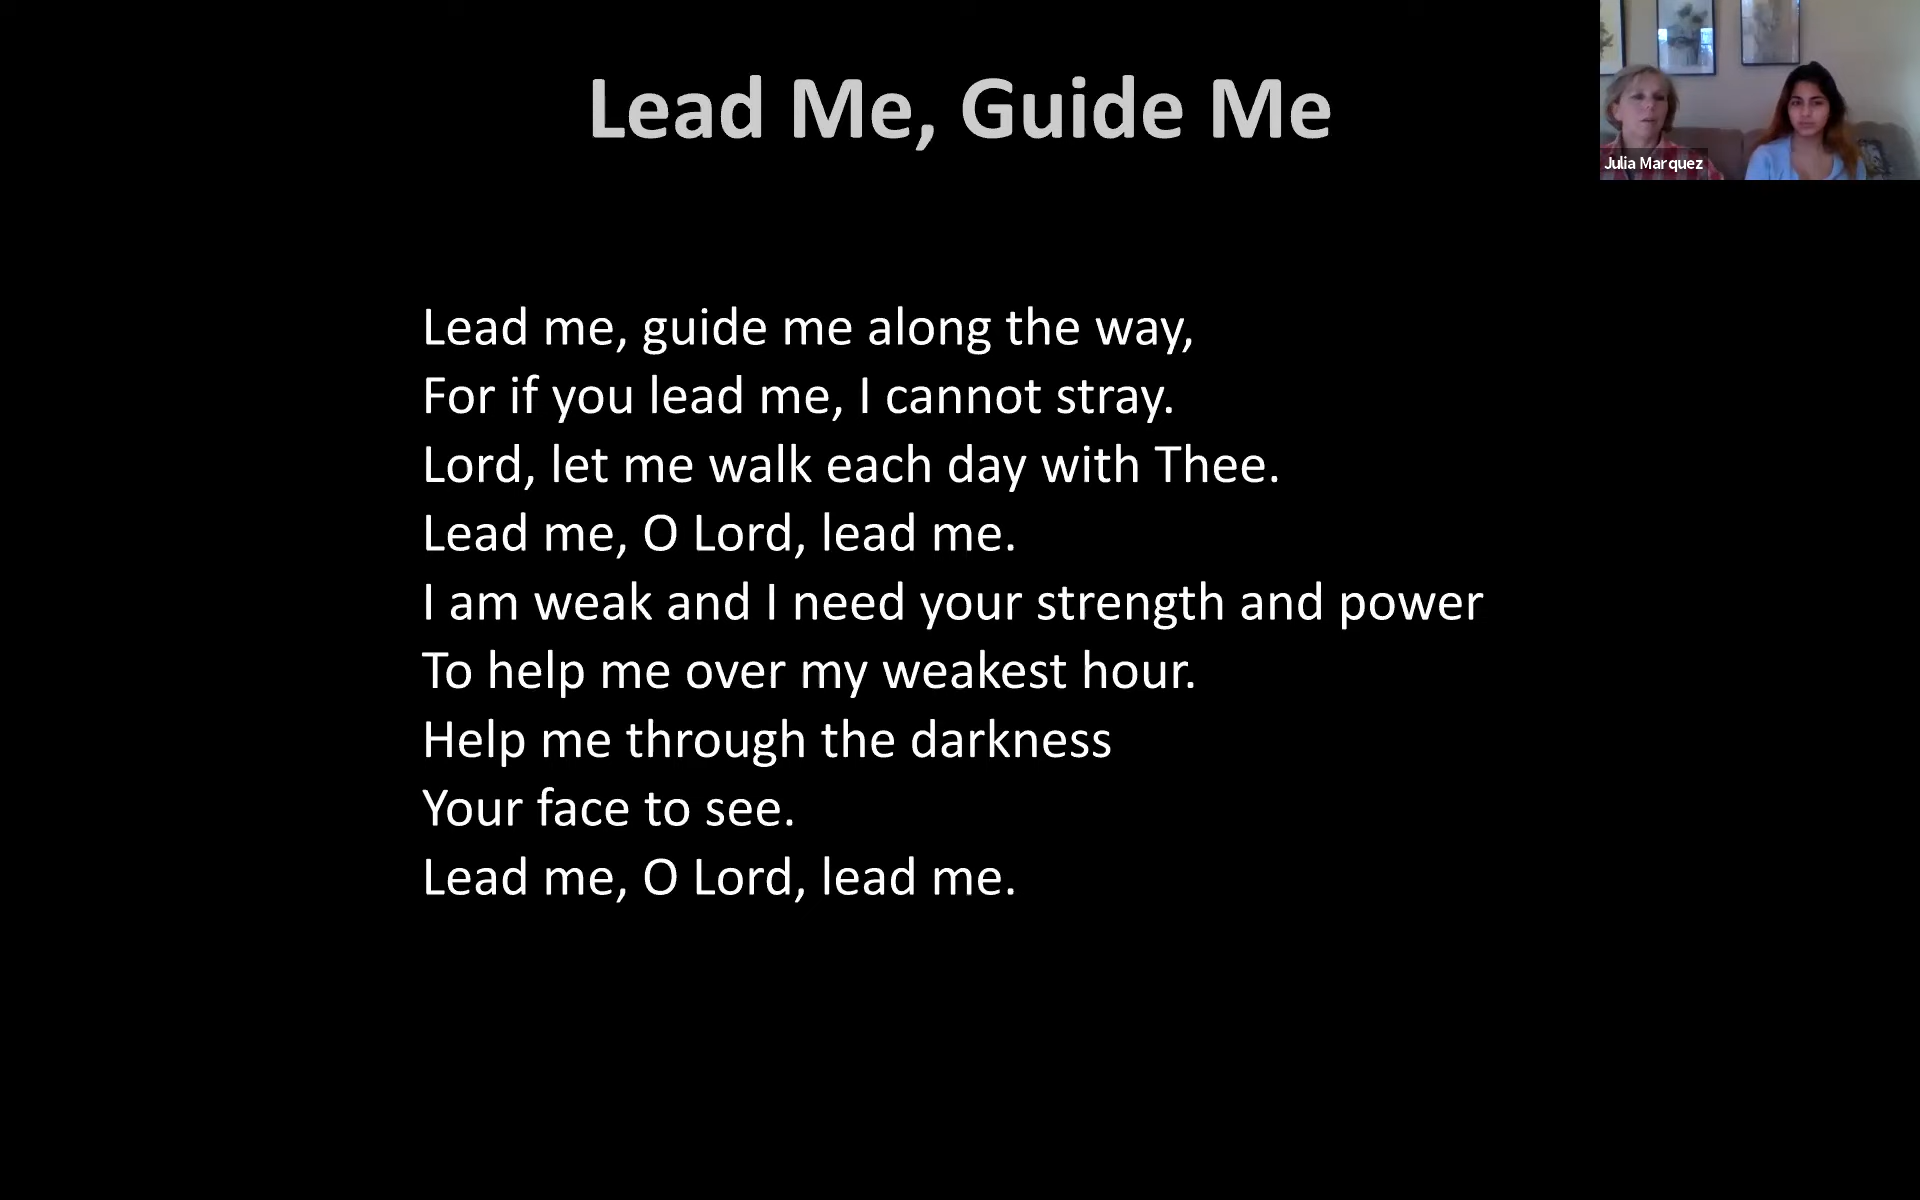 Lead Me, Guide Me
Julia Marquez
Lead me, guide me along the way,
For if you lead me, I cannot stray.
Lord, let me walk each day with Thee.
Lead me, O Lord, lead me.
I am weak and I need your strength and power
To help me over my weakest hour.
Help me through the darkness
Your face to see.
Lead me, O Lord, lead me.